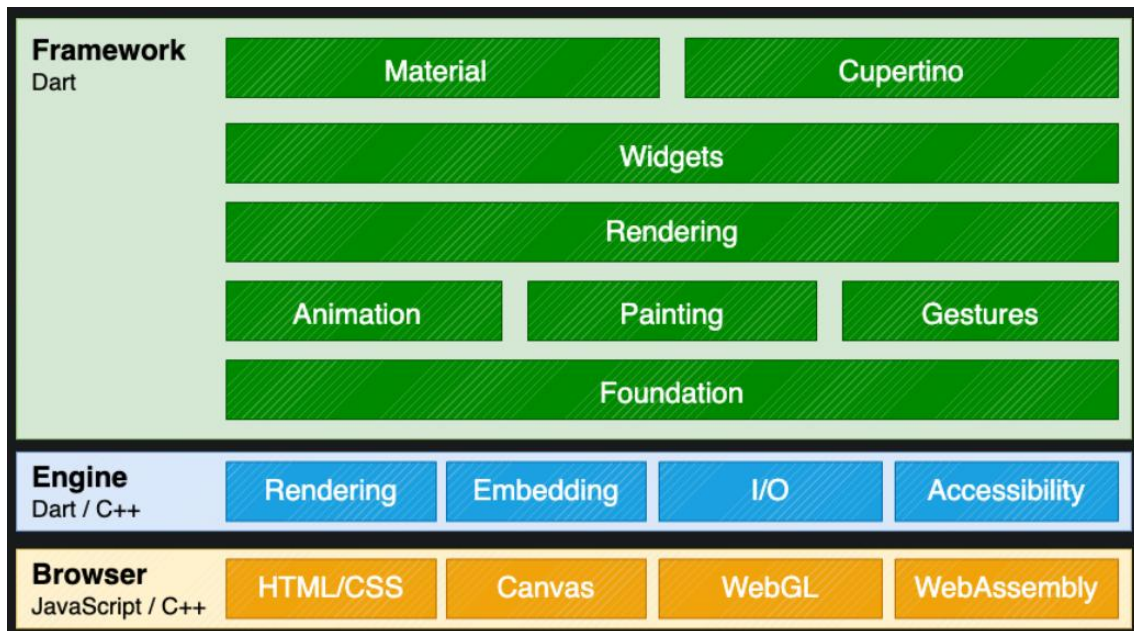 Framework
Dart
Material
Cupertino
Widgets
Rendering
Animation
Painting
Gestures
Foundation
Engine
Dart / C++
Rendering
Embedding
I/O
Accessibility
Browser
JavaScript / C++
HTML/CSS
Canvas
WebGL
WebAssembly